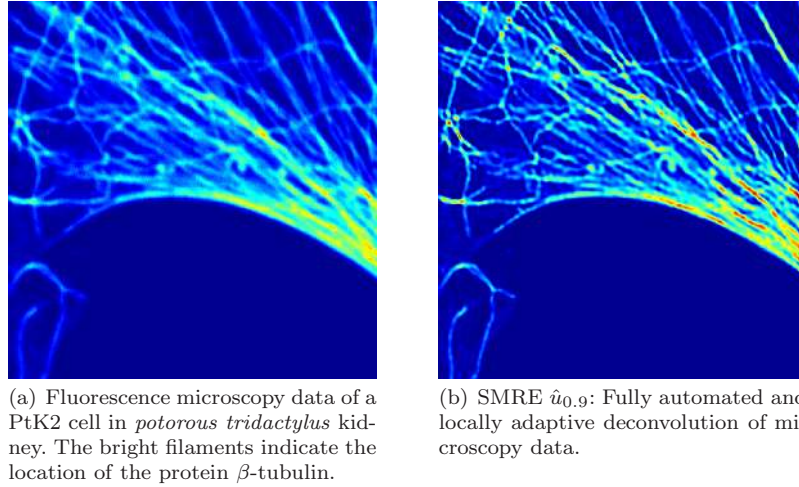 (a) Fluorescence microscopy data of a
PtK2 cell in potorous tridactylus kid-
ney. The bright filaments indicate the
location of the protein β-tubulin.
(b) SMRE û0.9: Fully automated and
locally adaptive deconvolution of mi-
croscopy data.